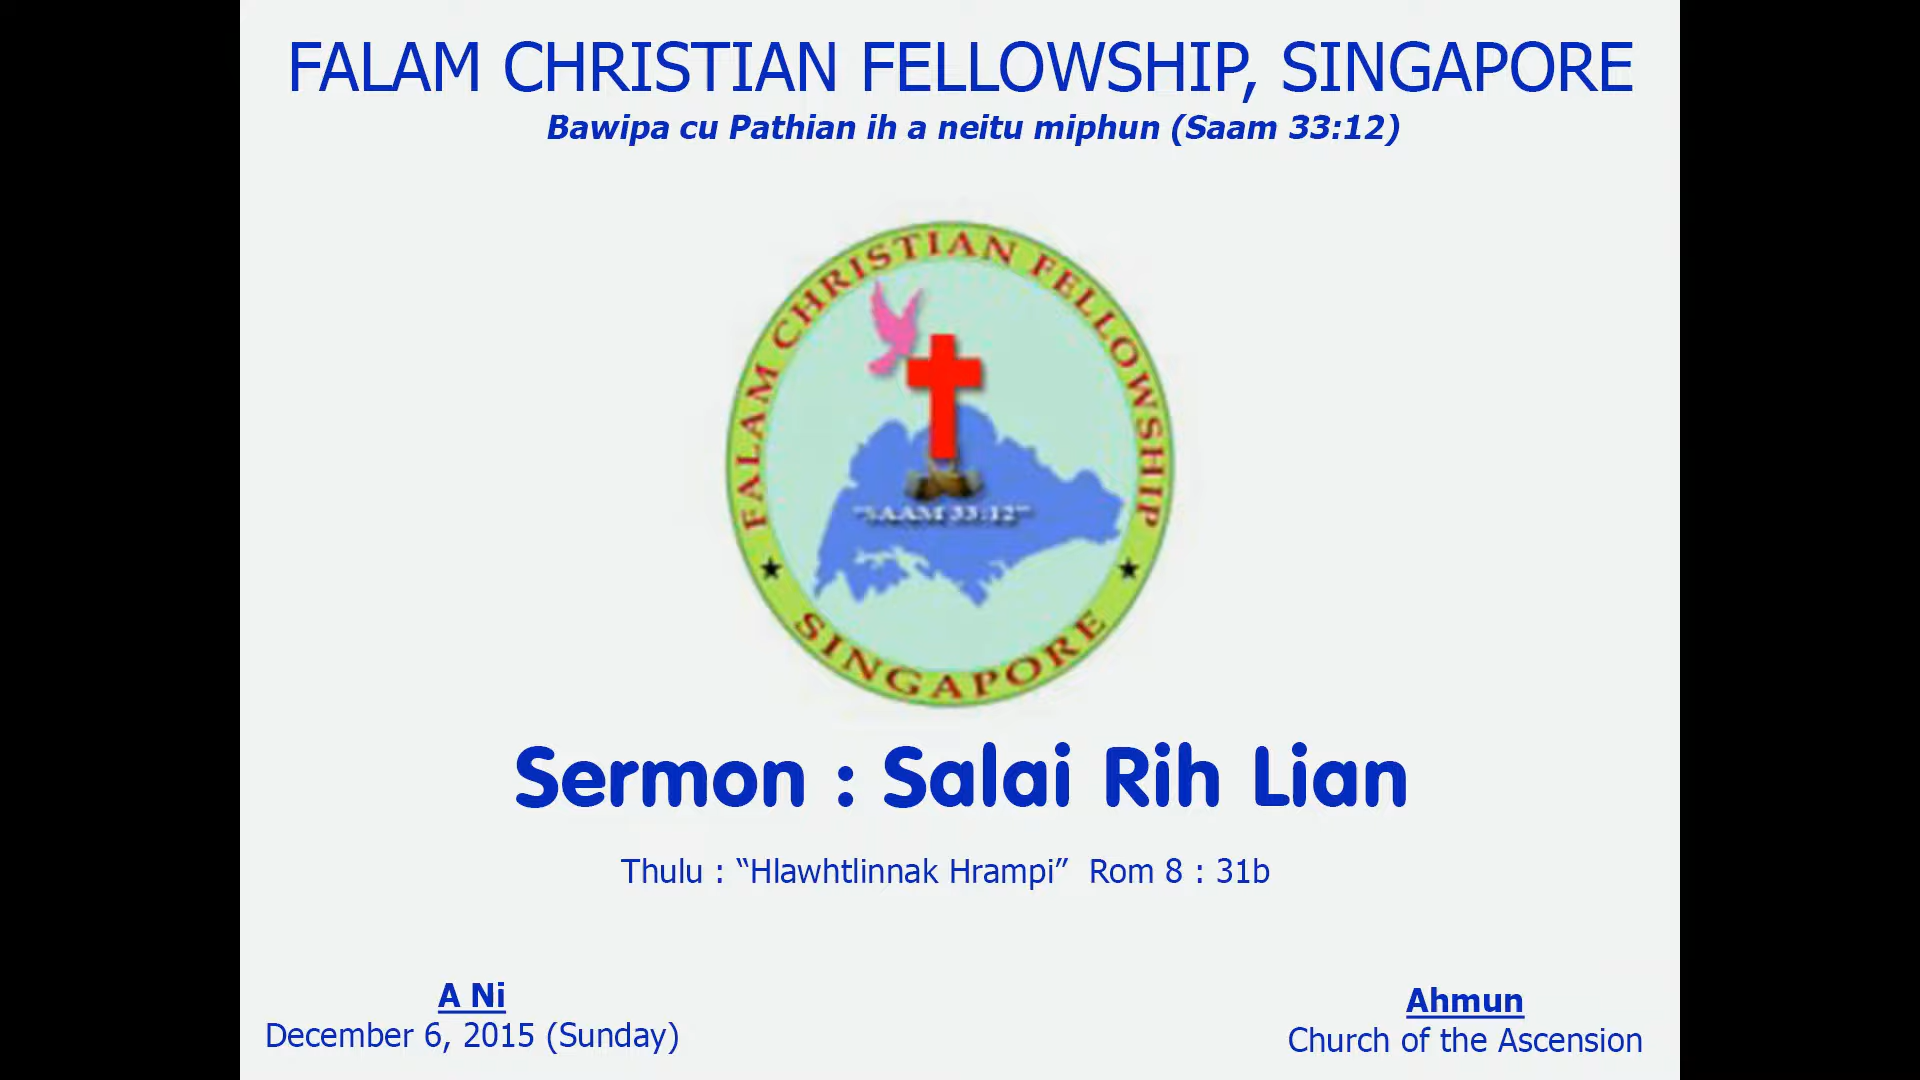 FALAM CHRISTIAN FELLOWSHIP, SINGAPORE
Bawipa cu Pathian ih a neitu miphun (Saam 33:12)
FALAM CHRISTIAN FELLOWSHIP
"SAAM 33:12"
★ SINGAPORE ★
Sermon : Salai Rih Lian
Thulu : “Hlawhtlinnak Hrampi” Rom 8 : 31b
A Ni
December 6, 2015 (Sunday)
Ahmun
Church of the Ascension